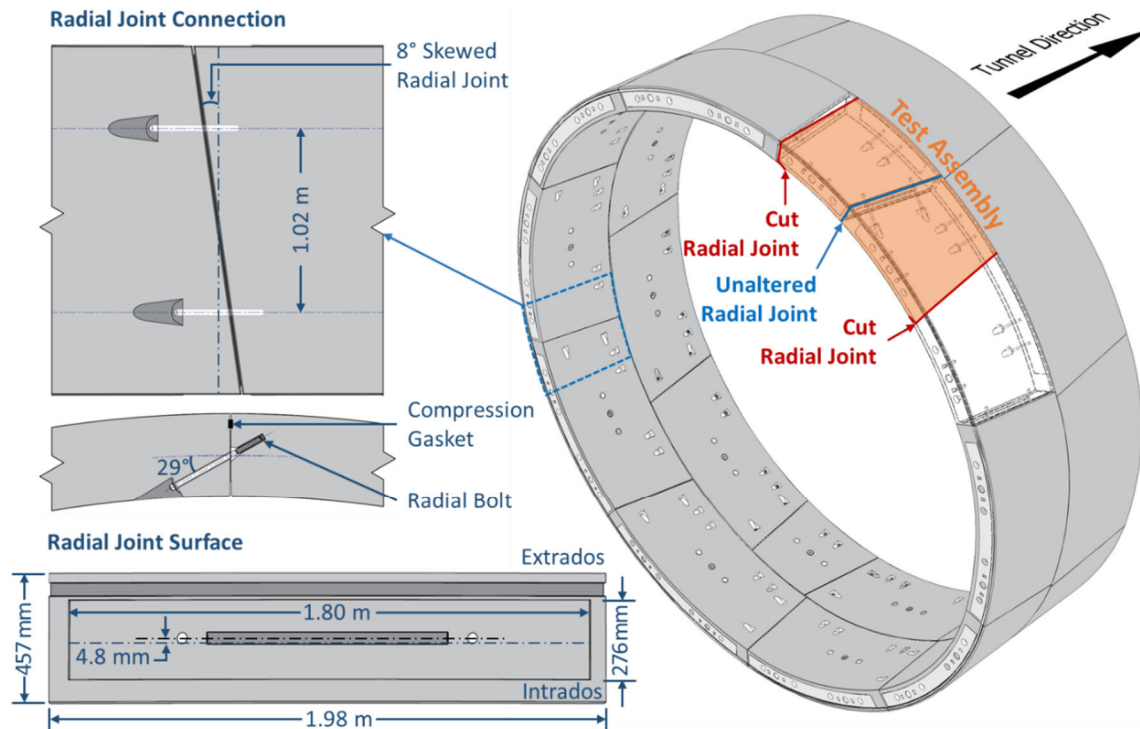 Radial Joint Connection
8° Skewed
Radial Joint
1.02 m
Compression
Gasket
29°
Radial Bolt
Radial Joint Surface
Extrados
1.80 m
457 mm
4.8 mm
276 mm
Intrados
1.98 m
Tunnel Direction
Test Assembly
Cut
Radial Joint
Unaltered
Radial Joint
Cut
Radial Joint